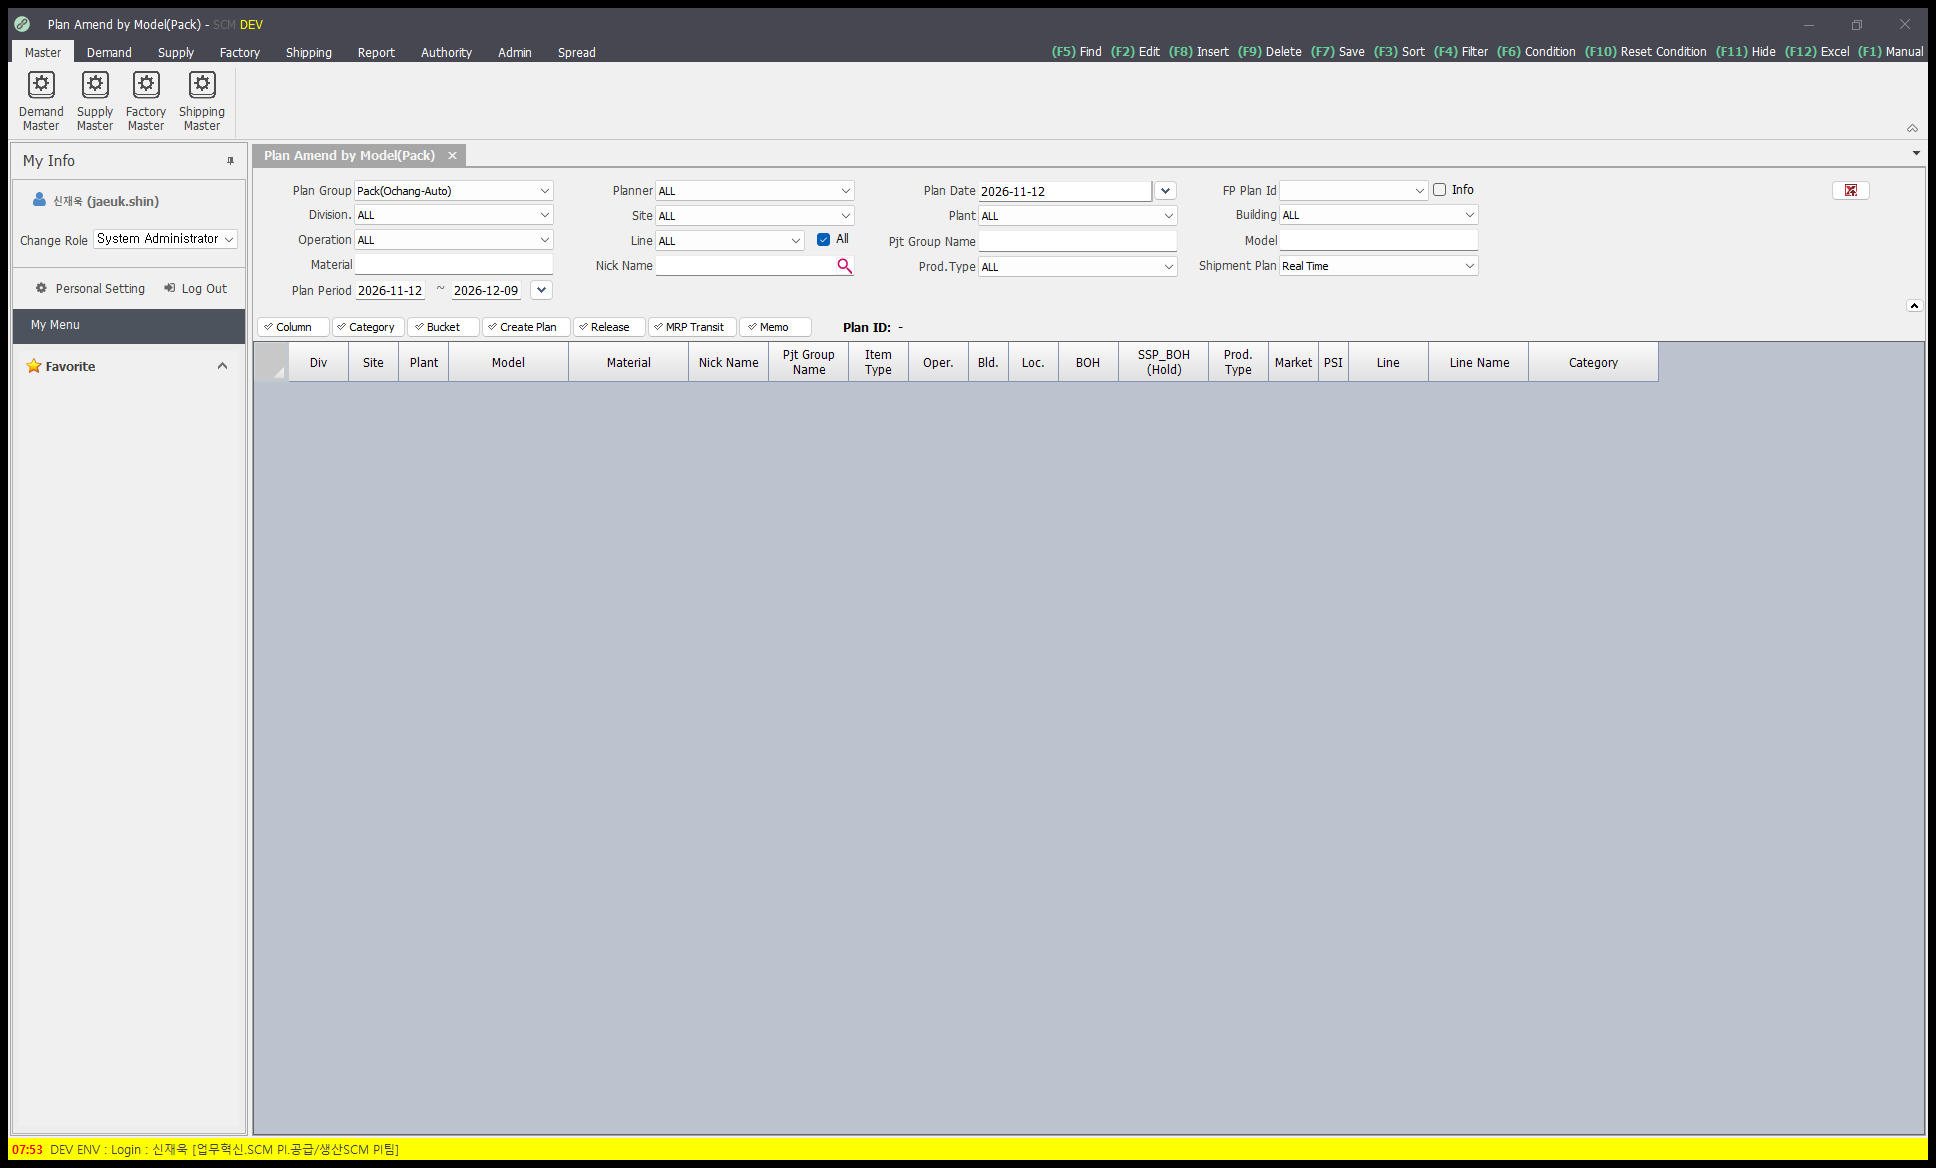 Plan Amend by Model(Pack) - SCM DEV
Master Demand Supply Factory Shipping Report Authority Admin Spread
(F5) Find (F2) Edit (F8) Insert (F9) Delete (F7) Save (F3) Sort (F4) Filter (F6) Condition (F10) Reset Condition (F11) Hide (F12) Excel (F1) Manual
Demand Master
Supply Master
Factory Master
Shipping Master
My Info
신재욱 (jaeuk.shin)
Change Role System Administrator
Personal Setting Log Out
My Menu
Favorite
Plan Amend by Model(Pack)
Plan Group Pack(Ochang-Auto) Planner ALL Plan Date 2026-11-12 FP Plan Id Info
Division. ALL Site ALL Plant ALL Building ALL
Operation ALL Line ALL All Pjt Group Name Model
Material Nick Name Prod.Type ALL Shipment Plan Real Time
Plan Period 2026-11-12 ~ 2026-12-09
Column Category Bucket Create Plan Release MRP Transit Memo Plan ID: -
Div Site Plant Model Material Nick Name Pjt Group Name Item Type Oper. Bld. Loc. BOH SSP_BOH (Hold) Prod. Type Market PSI Line Line Name Category
07:53 DEV ENV : Login : 신재욱 [업무혁신.SCM PI.공급/생산SCM PI팀]